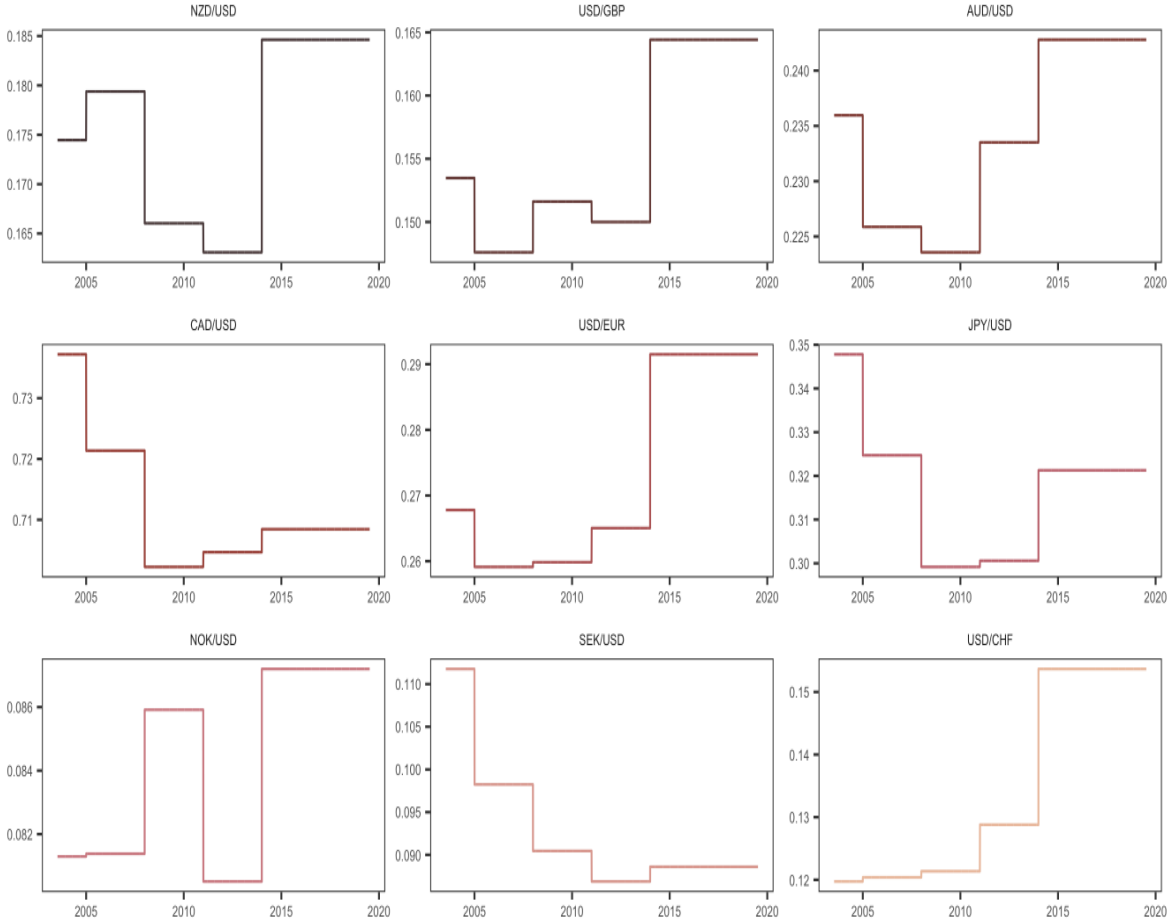 NZD/USD
0.185
0.180
0.175
0.170
0.165
2005 2010 2015 2020
USD/GBP
0.165
0.160
0.155
0.150
2005 2010 2015 2020
AUD/USD
0.240
0.235
0.230
0.225
2005 2010 2015 2020
CAD/USD
0.73
0.72
0.71
2005 2010 2015 2020
USD/EUR
0.29
0.28
0.27
0.26
2005 2010 2015 2020
JPY/USD
0.35
0.34
0.33
0.32
0.31
0.30
2005 2010 2015 2020
NOK/USD
0.086
0.084
0.082
2005 2010 2015 2020
SEK/USD
0.110
0.105
0.100
0.095
0.090
2005 2010 2015 2020
USD/CHF
0.15
0.14
0.13
0.12
2005 2010 2015 2020